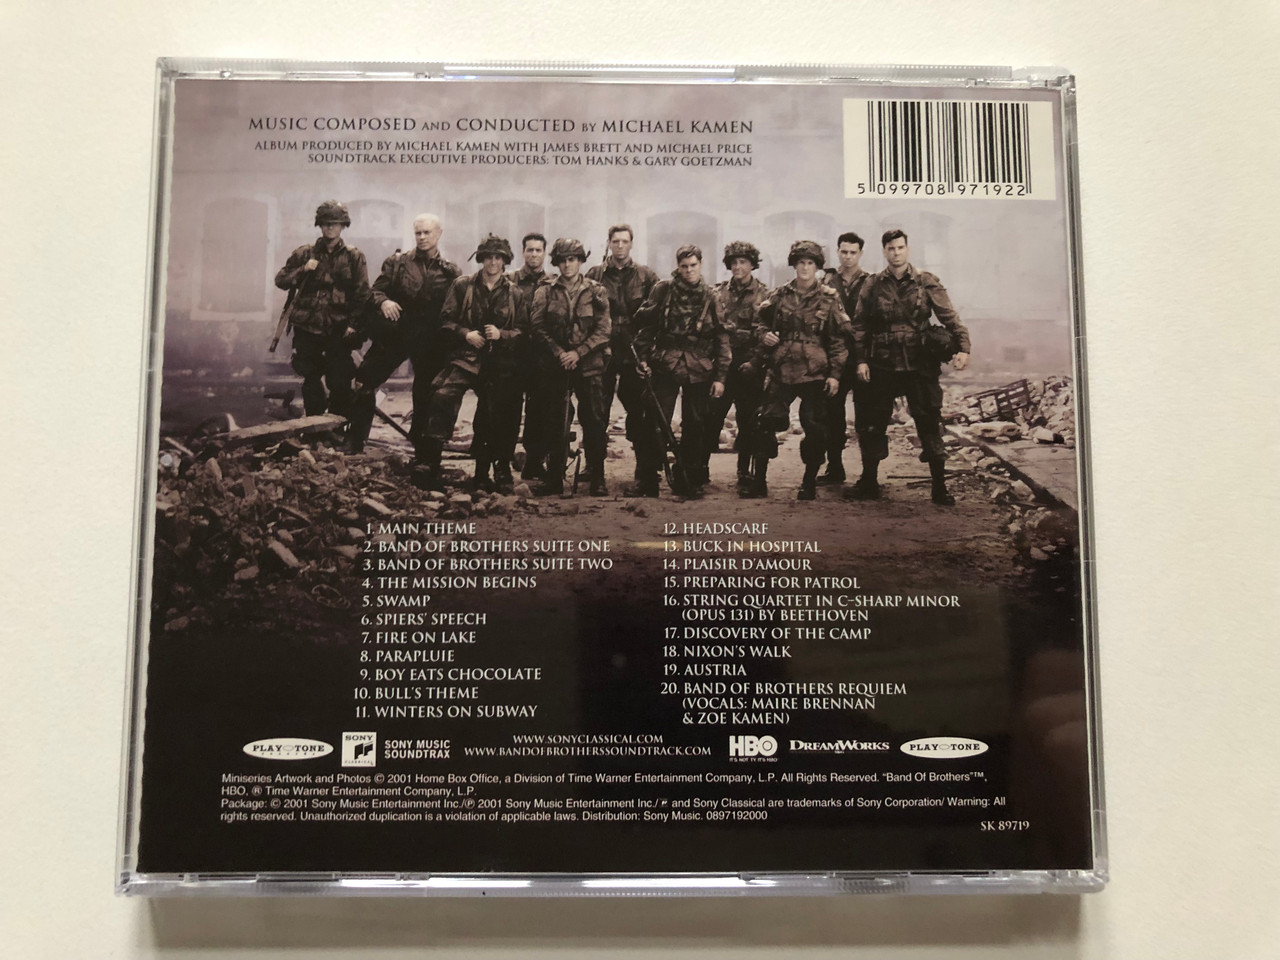 MUSIC COMPOSED AND CONDUCTED BY MICHAEL KAMEN
ALBUM PRODUCED BY MICHAEL KAMEN WITH JAMES BRETT AND MICHAEL PRICE
SOUNDTRACK EXECUTIVE PRODUCERS: TOM HANKS & GARY GOETZMAN
5 099708 971922
1. MAIN THEME
2. BAND OF BROTHERS SUITE ONE
3. BAND OF BROTHERS SUITE TWO
4. THE MISSION BEGINS
5. SWAMP
6. SPIERS' SPEECH
7. FIRE ON LAKE
8. PARAPLUIE
9. BOY EATS CHOCOLATE
10. BULL'S THEME
11. WINTERS ON SUBWAY
12. HEADSCARF
13. BUCK IN HOSPITAL
14. PLAISIR D'AMOUR
15. PREPARING FOR PATROL
16. STRING QUARTET IN C-SHARP MINOR
(OPUS 131) BY BEETHOVEN
17. DISCOVERY OF THE CAMP
18. NIXON'S WALK
19. AUSTRIA
20. BAND OF BROTHERS REQUIEM
(VOCALS: MAIRE BRENNAN
& ZOE KAMEN)
PLAY-TONE
SONY
CLASSICAL
SONY MUSIC
SOUNDTRAX
WWW.SONYCLASSICAL.COM
WWW.BANDOFBROTHERSSOUNDTRACK.COM
HBO
IT'S NOT TV. IT'S HBO.
DREAMWORKS
PLAY-TONE
Miniseries Artwork and Photos © 2001 Home Box Office, a Division of Time Warner Entertainment Company, L.P. All Rights Reserved. "Band Of Brothers"™,
HBO, ® Time Warner Entertainment Company, L.P.
Package: © 2001 Sony Music Entertainment Inc./℗ 2001 Sony Music Entertainment Inc./ and Sony Classical are trademarks of Sony Corporation/ Warning: All
rights reserved. Unauthorized duplication is a violation of applicable laws. Distribution: Sony Music. 0897192000
SK 89719